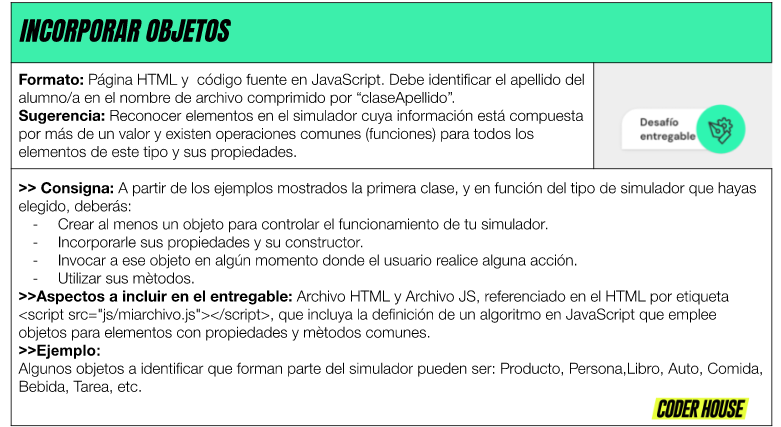 INCORPORAR OBJETOS
Formato: Página HTML y código fuente en JavaScript. Debe identificar el apellido del
alumno/a en el nombre de archivo comprimido por “claseApellido”.
Sugerencia: Reconocer elementos en el simulador cuya información está compuesta
por más de un valor y existen operaciones comunes (funciones) para todos los
elementos de este tipo y sus propiedades.
Desafío
entregable
>> Consigna: A partir de los ejemplos mostrados la primera clase, y en función del tipo de simulador que hayas
elegido, deberás:
- Crear al menos un objeto para controlar el funcionamiento de tu simulador.
- Incorporarle sus propiedades y su constructor.
- Invocar a ese objeto en algún momento donde el usuario realice alguna acción.
- Utilizar sus mètodos.
>>Aspectos a incluir en el entregable: Archivo HTML y Archivo JS, referenciado en el HTML por etiqueta
<script src="js/miarchivo.js"></script>, que incluya la definición de un algoritmo en JavaScript que emplee
objetos para elementos con propiedades y mètodos comunes.
>>Ejemplo:
Algunos objetos a identificar que forman parte del simulador pueden ser: Producto, Persona,Libro, Auto, Comida,
Bebida, Tarea, etc.
CODER HOUSE